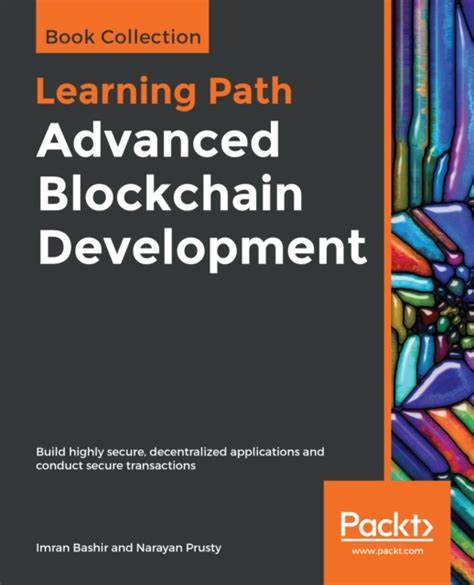 Book Collection
Learning Path
Advanced
Blockchain
Development
Build highly secure, decentralized applications and
conduct secure transactions
Imran Bashir and Narayan Prusty
Packt>
www.packt.com